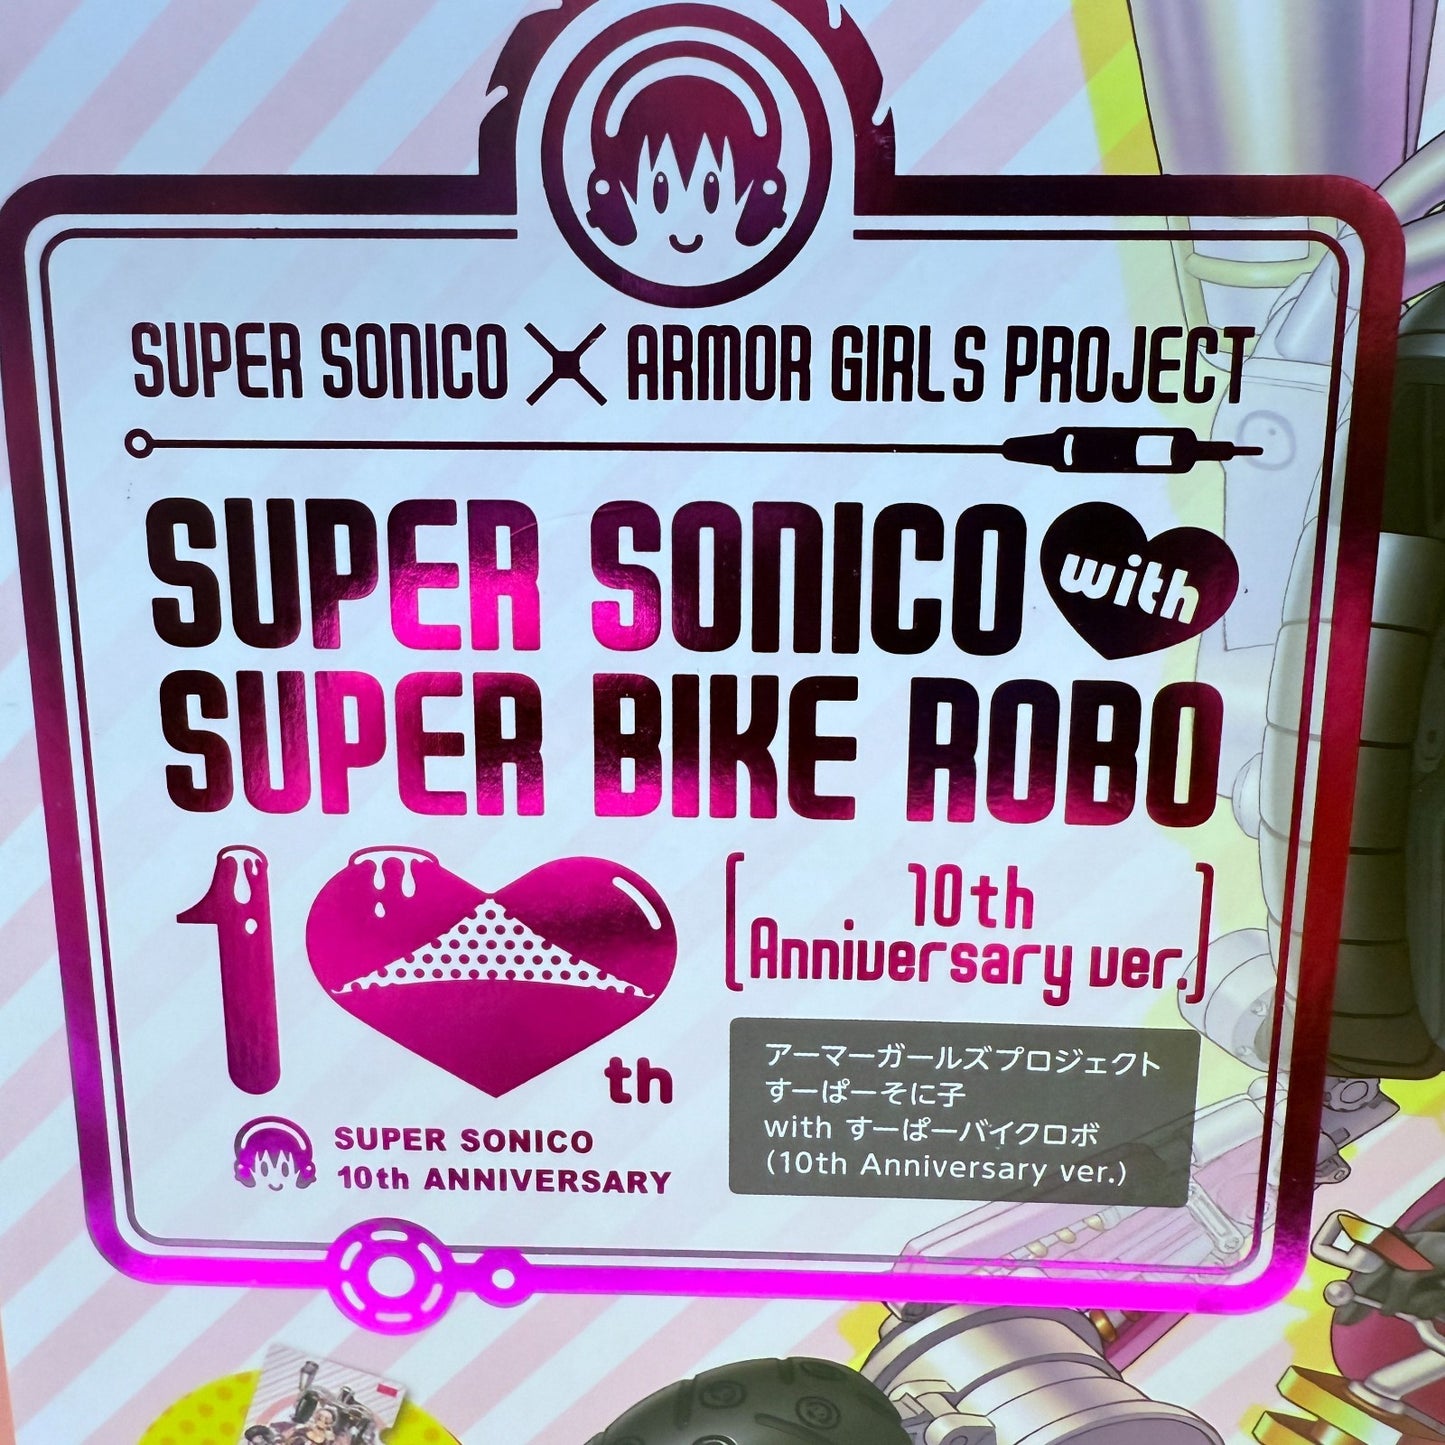 SUPER SONICO × ARMOR GIRLS PROJECT
SUPER SONICO with
SUPER BIKE ROBO
10th
[10th
Anniversary ver.]
SUPER SONICO
10th ANNIVERSARY
アーマーガールズプロジェクト
すーぱーそに子
with すーぱーバイクロボ
(10th Anniversary ver.)